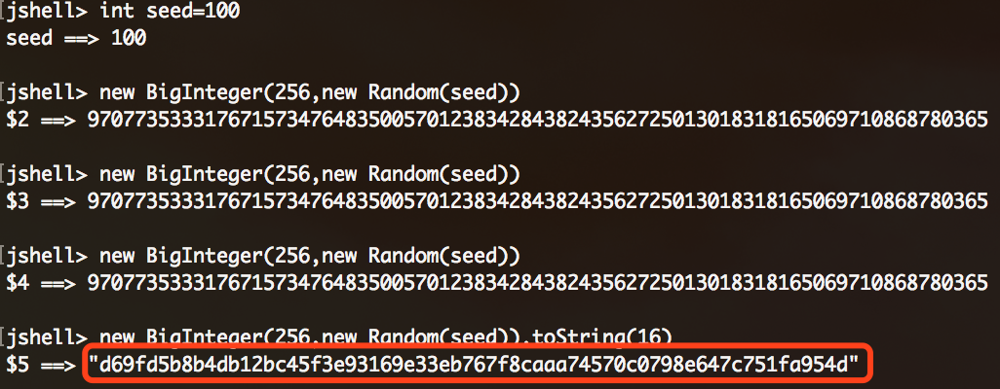 [jshell> int seed=100
seed ==> 100
[jshell> new BigInteger(256,new Random(seed))
$2 ==> 97077353331767157347648350057012383428438243562725013018318165069710868780365
[jshell> new BigInteger(256,new Random(seed))
$3 ==> 97077353331767157347648350057012383428438243562725013018318165069710868780365
[jshell> new BigInteger(256,new Random(seed))
$4 ==> 97077353331767157347648350057012383428438243562725013018318165069710868780365
[jshell> new BigInteger(256,new Random(seed)).toString(16)
$5 ==> "d69fd5b8b4db12bc45f3e93169e33eb767f8caaa74570c0798e647c751fa954d"